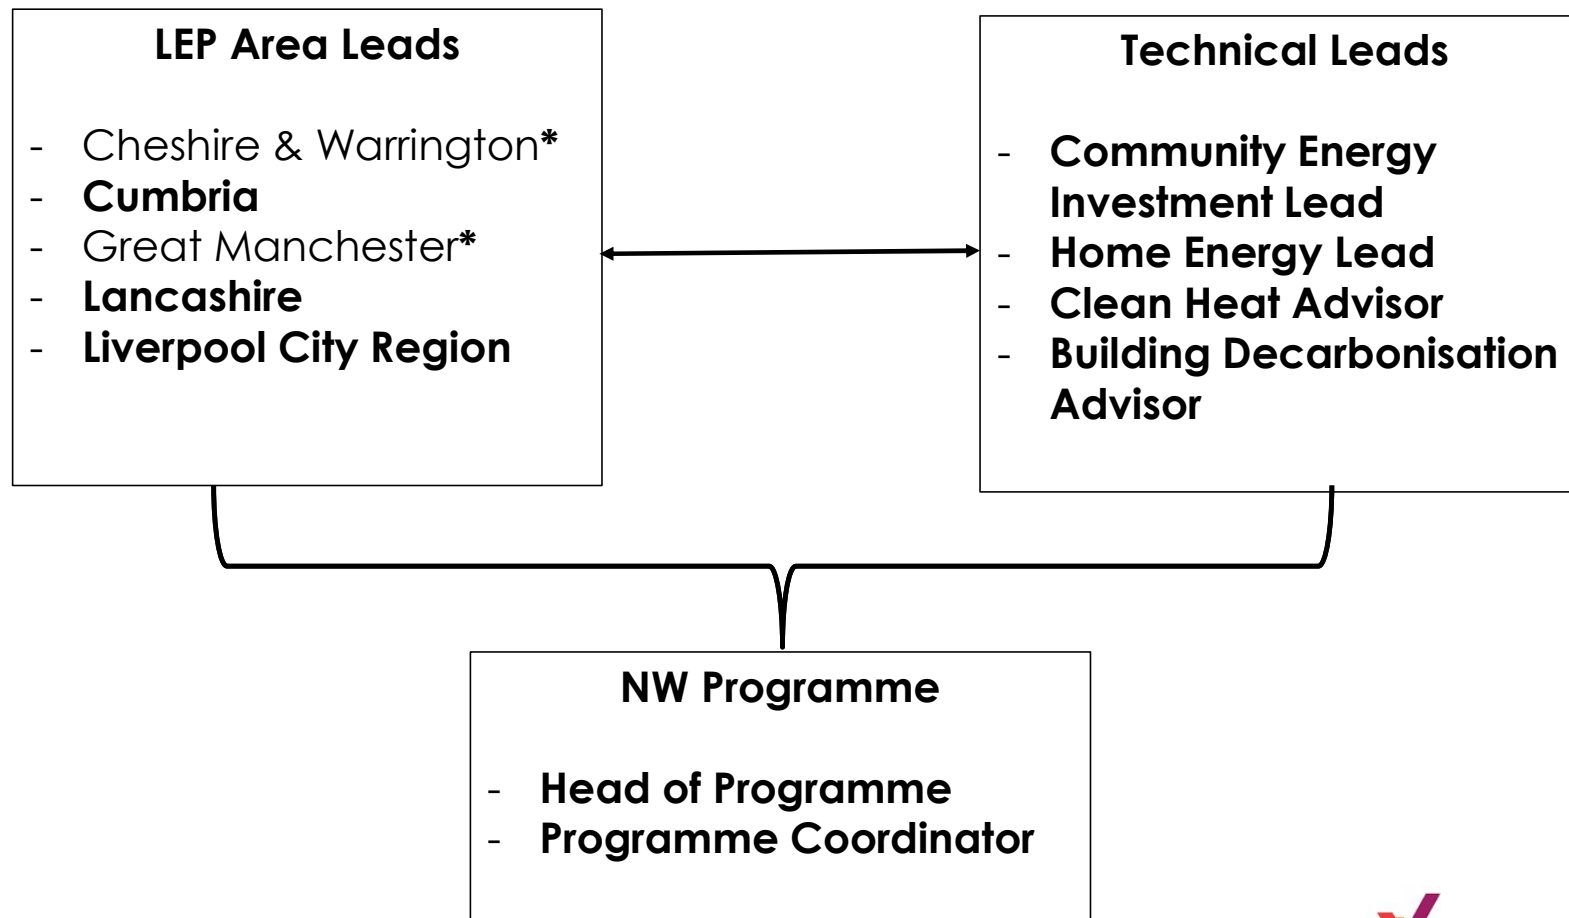 LEP Area Leads
- Cheshire & Warrington*
- Cumbria
- Great Manchester*
- Lancashire
- Liverpool City Region
Technical Leads
- Community Energy
Investment Lead
- Home Energy Lead
- Clean Heat Advisor
- Building Decarbonisation
Advisor
NW Programme
- Head of Programme
- Programme Coordinator